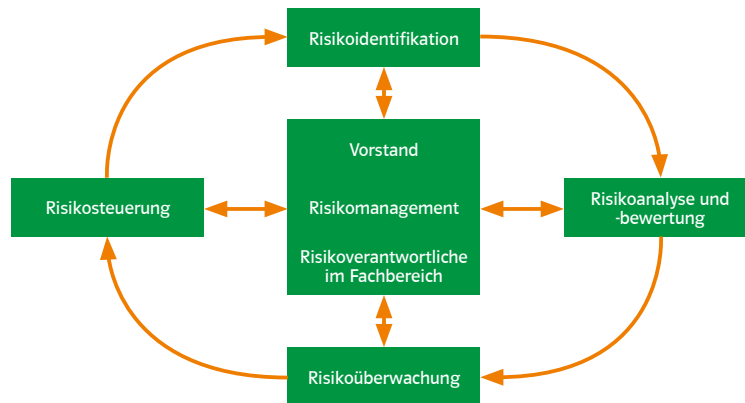 Risikoidentifikation
Vorstand
Risikosteuerung
Risikomanagement
Risikoanalyse und
-bewertung
Risikoverantwortliche
im Fachbereich
Risikoüberwachung